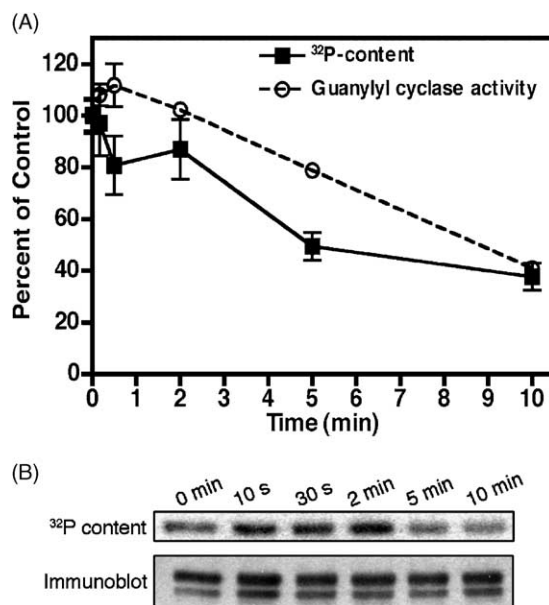 (A)
120
100
80
60
40
20
0
Percent of Control
³²P-content
Guanylyl cyclase activity
0 1 2 3 4 5 6 7 8 9 10
Time (min)
(B)
0 min 10 s 30 s 2 min 5 min 10 min
³²P content
Immunoblot